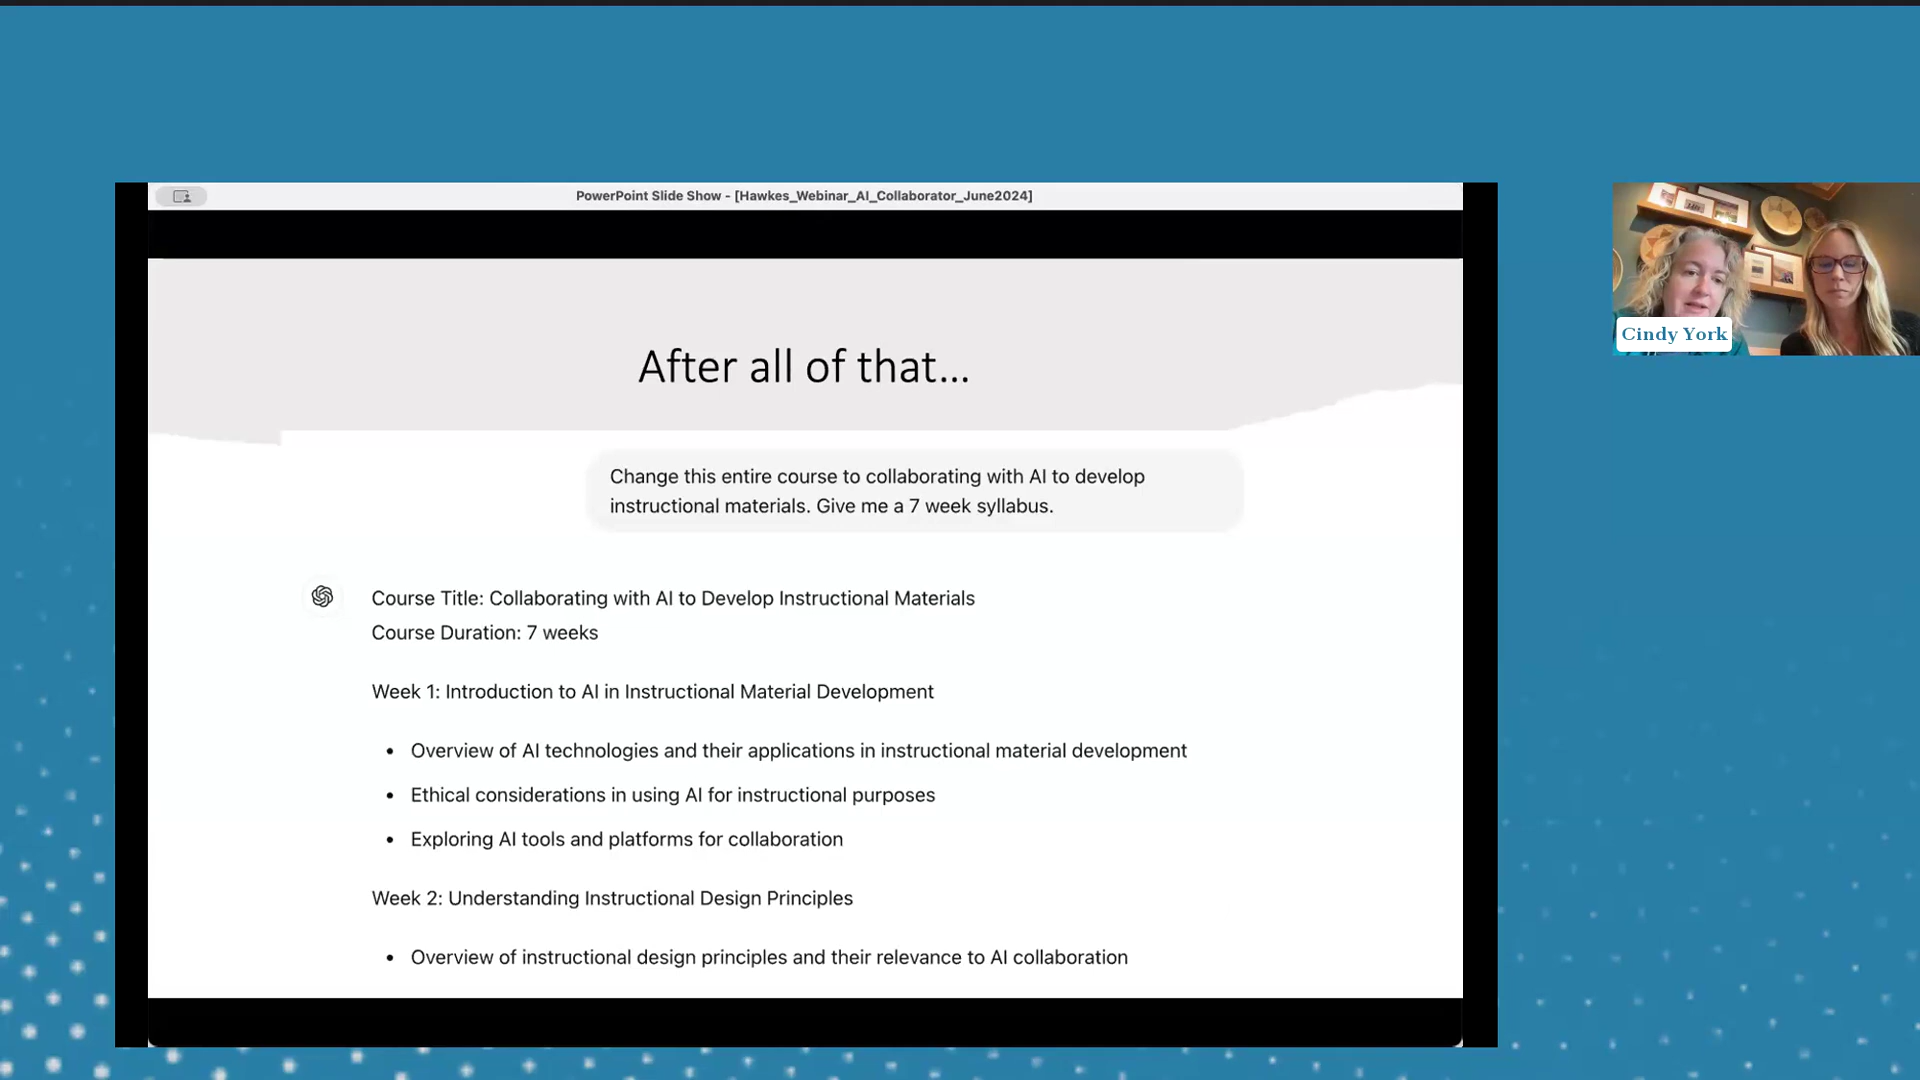 PowerPoint Slide Show - [Hawkes_Webinar_AI_Collaborator_June2024]
Cindy York
After all of that...
Change this entire course to collaborating with AI to develop
instructional materials. Give me a 7 week syllabus.
Course Title: Collaborating with AI to Develop Instructional Materials
Course Duration: 7 weeks
Week 1: Introduction to AI in Instructional Material Development
• Overview of AI technologies and their applications in instructional material development
• Ethical considerations in using AI for instructional purposes
• Exploring AI tools and platforms for collaboration
Week 2: Understanding Instructional Design Principles
• Overview of instructional design principles and their relevance to AI collaboration